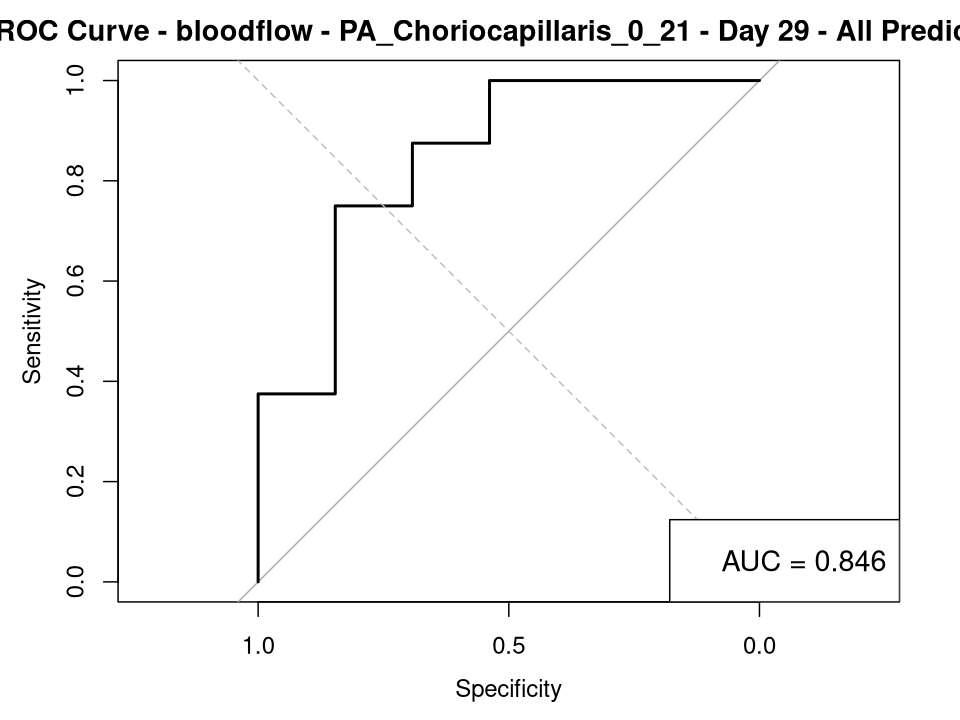 ROC Curve - bloodflow - PA_Choriocapillaris_0_21 - Day 29 - All Predic
1.0
0.8
0.6
0.4
0.2
0.0
Sensitivity
AUC = 0.846
1.0 0.5 0.0
Specificity